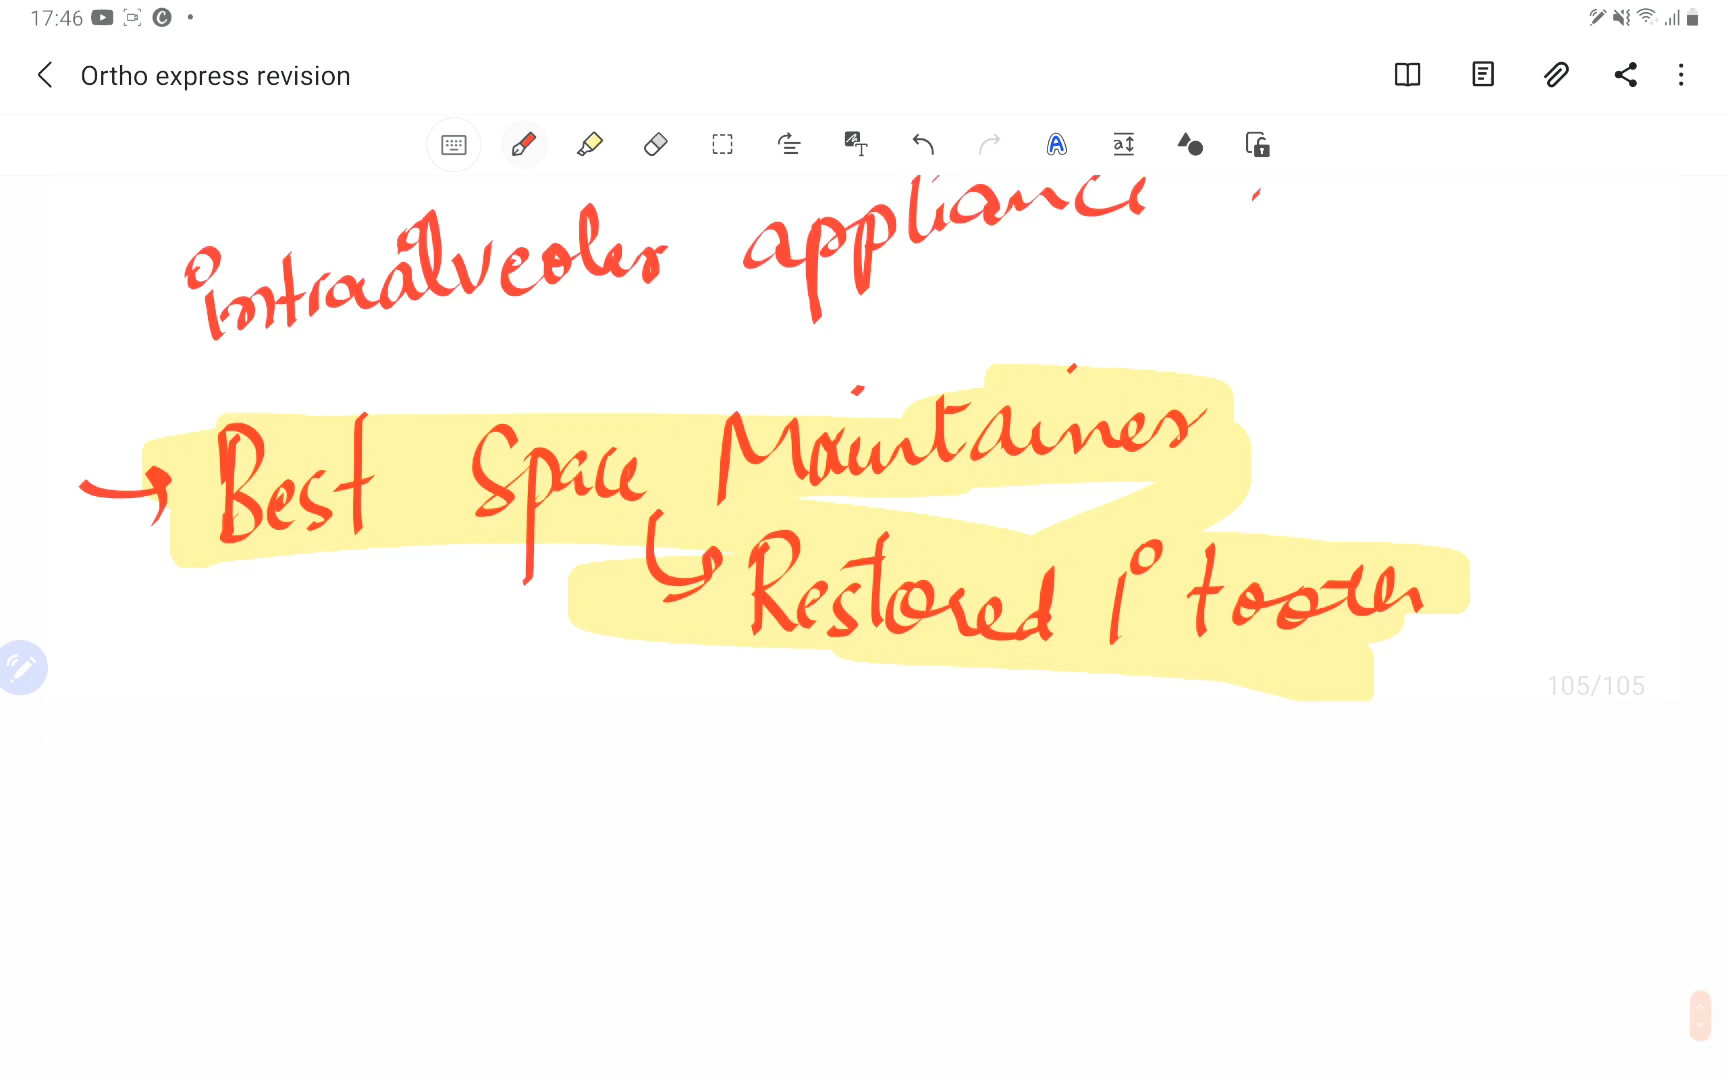 17:46
Ortho express revision
intraalveolar appliance
→ Best Space Maintainer
↳ Restored 1° tooth
105/105